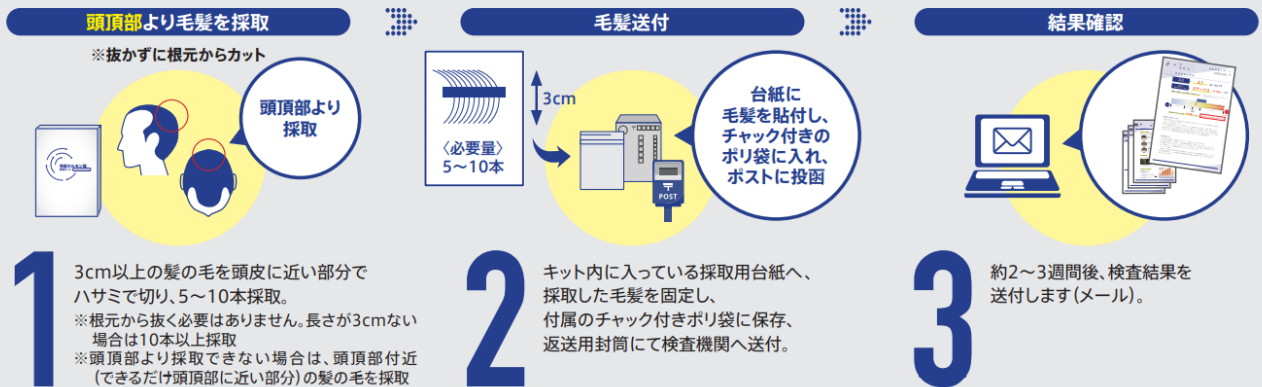 頭頂部より毛髪を採取
※抜かずに根元からカット
頭頂部より
採取
1
3cm以上の髪の毛を頭皮に近い部分で
ハサミで切り、5〜10本採取。
※根元から抜く必要はありません。長さが3cmない
場合は10本以上採取
※頭頂部より採取できない場合は、頭頂部付近
(できるだけ頭頂部に近い部分)の髪の毛を採取
毛髪送付
3cm
〈必要量〉
5〜10本
台紙に
毛髪を貼付し、
チャック付きの
ポリ袋に入れ、
ポストに投函
〒
POST
2
キット内に入っている採取用台紙へ、
採取した毛髪を固定し、
付属のチャック付きポリ袋に保存、
返送用封筒にて検査機関へ送付。
結果確認
3
約2〜3週間後、検査結果を
送付します(メール)。